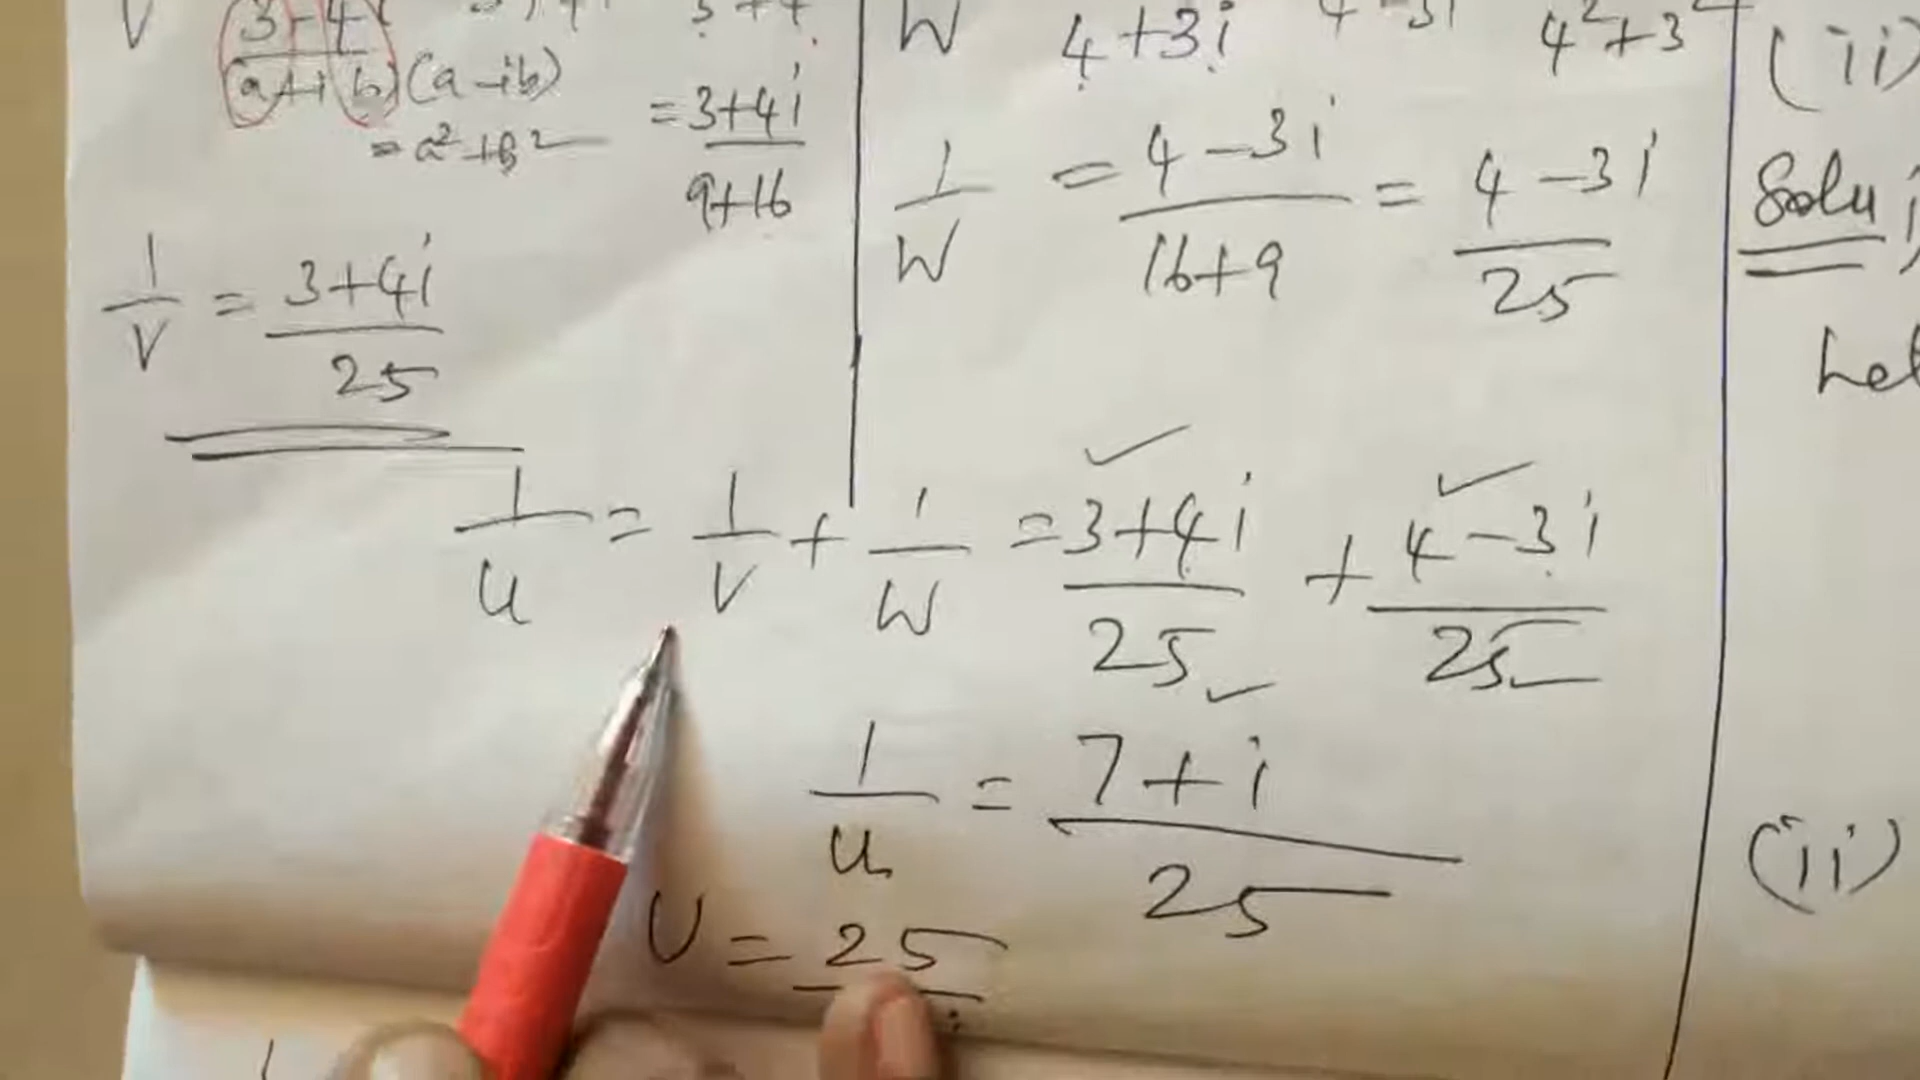 V 3-4i
(a+ib)(a-ib)
= a²+b²
= 3+4i
9+16
1/V = 3+4i/25
W 4+3i 4-3i 4²+3²
1/W = 4-3i/16+9 = 4-3i/25
1/u = 1/V + 1/W = 3+4i/25 + 4-3i/25
1/u = 7+i/25
U = 25
(ii)
Solu
Let
(ii)